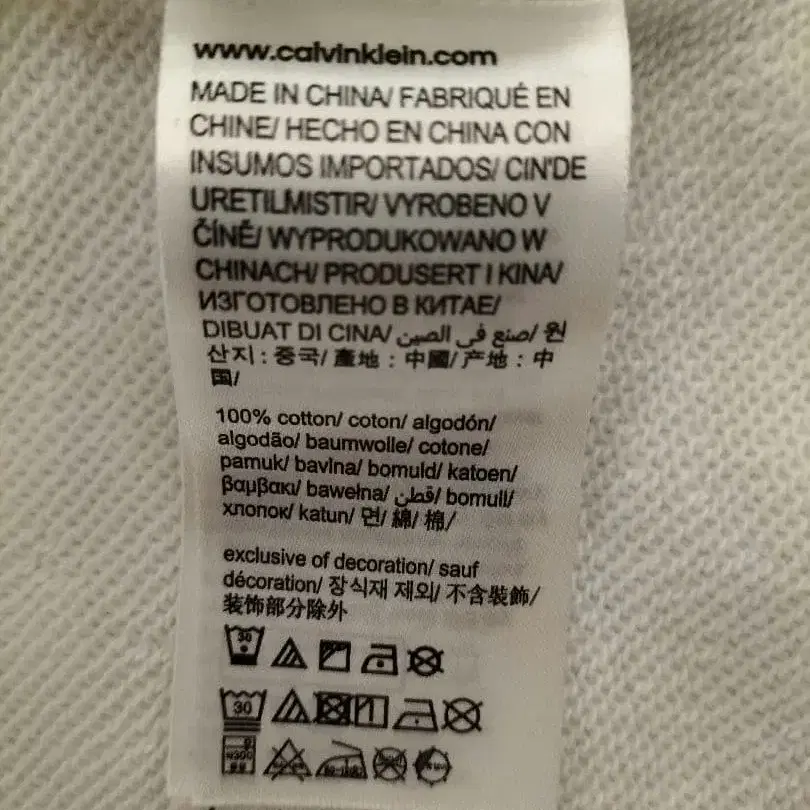 www.calvinklein.com
MADE IN CHINA/ FABRIQUÉ EN
CHINE/ HECHO EN CHINA CON
INSUMOS IMPORTADOS/ CIN'DE
URETILMISTIR/ VYROBENO V
ČÍNĚ/ WYPRODUKOWANO W
CHINACH/ PRODUSERT I KINA/
ИЗГОТОВЛЕНО В КИТАЕ/
DIBUAT DI CINA/ صنع في الصين/ 원
산지 : 중국/ 產地 : 中國/ 产地 : 中
国/
100% cotton/ coton/ algodón/
algodão/ baumwolle/ cotone/
pamuk/ bavlna/ bomuld/ katoen/
βαμβακι/ bawełna/ قطن/ bomull/
хлопок/ katun/ 면/ 綿/ 棉/
exclusive of decoration/ sauf
décoration/ 장식재 제외/ 不含裝飾/
装饰部分除外
30
30